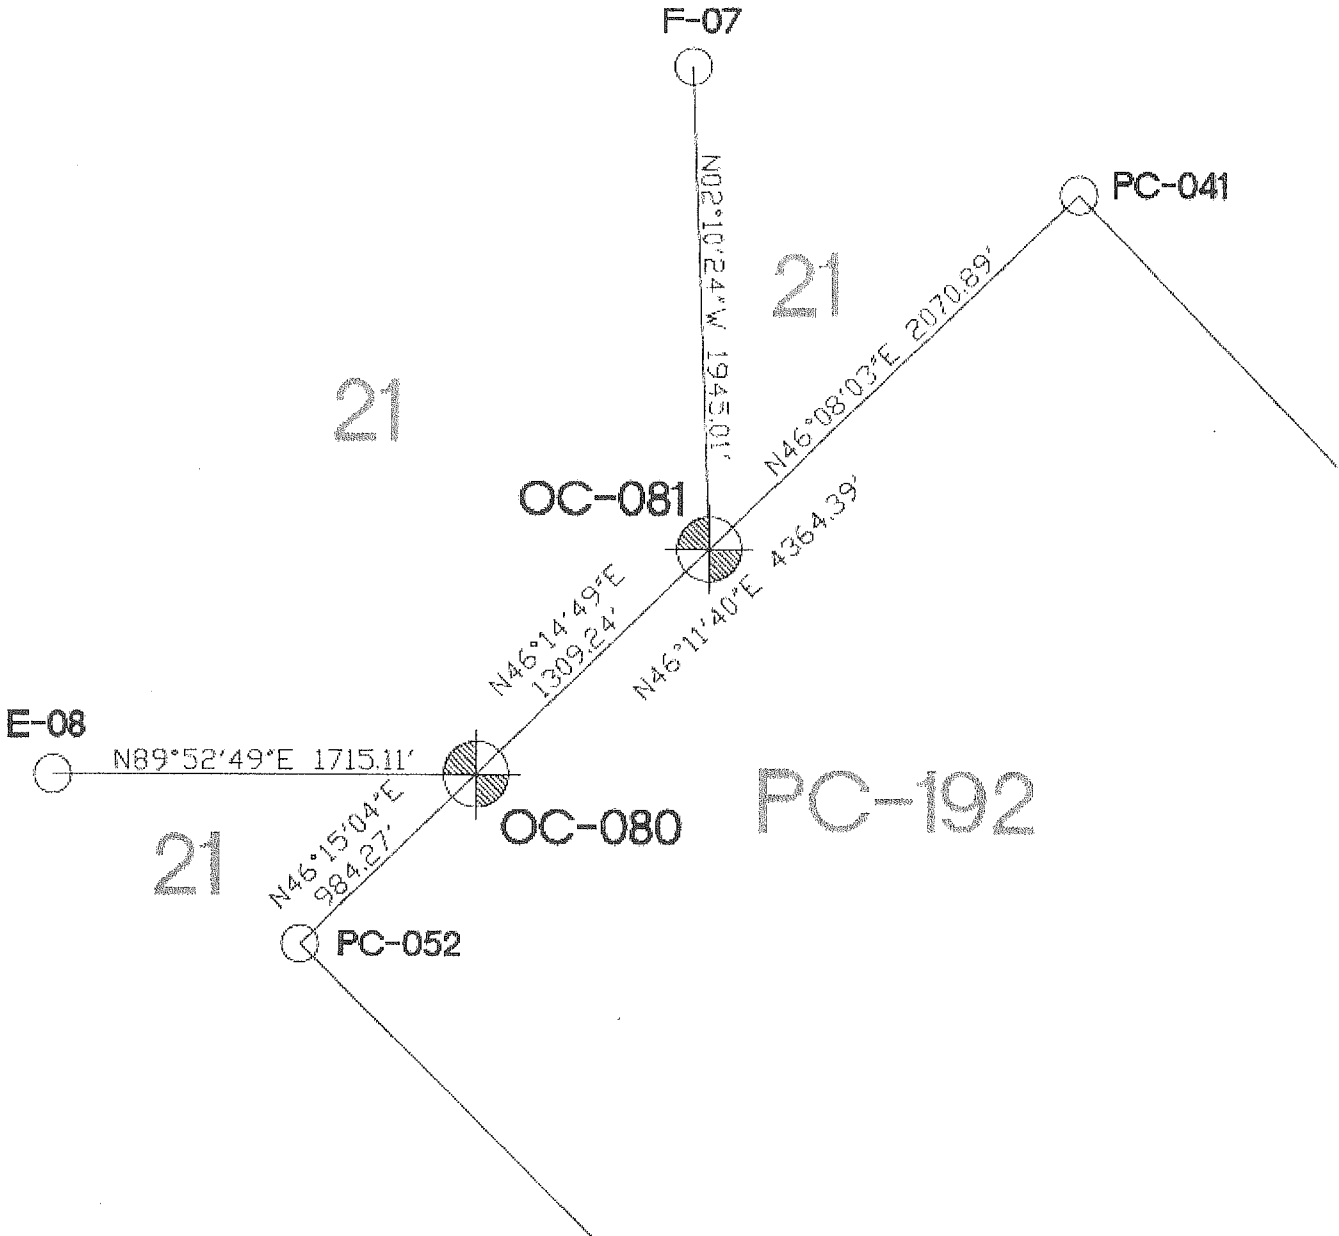 F-07
PC-041
N02°10'24"W 1945.01'
21
N46°08'03"E 2070.89'
21
OC-081
N46°11'40"E 4364.39'
N46°14'49"E
1309.24'
E-08
N89°52'49"E 1715.11'
PC-192
OC-080
N46°15'04"E
984.27'
21
PC-052